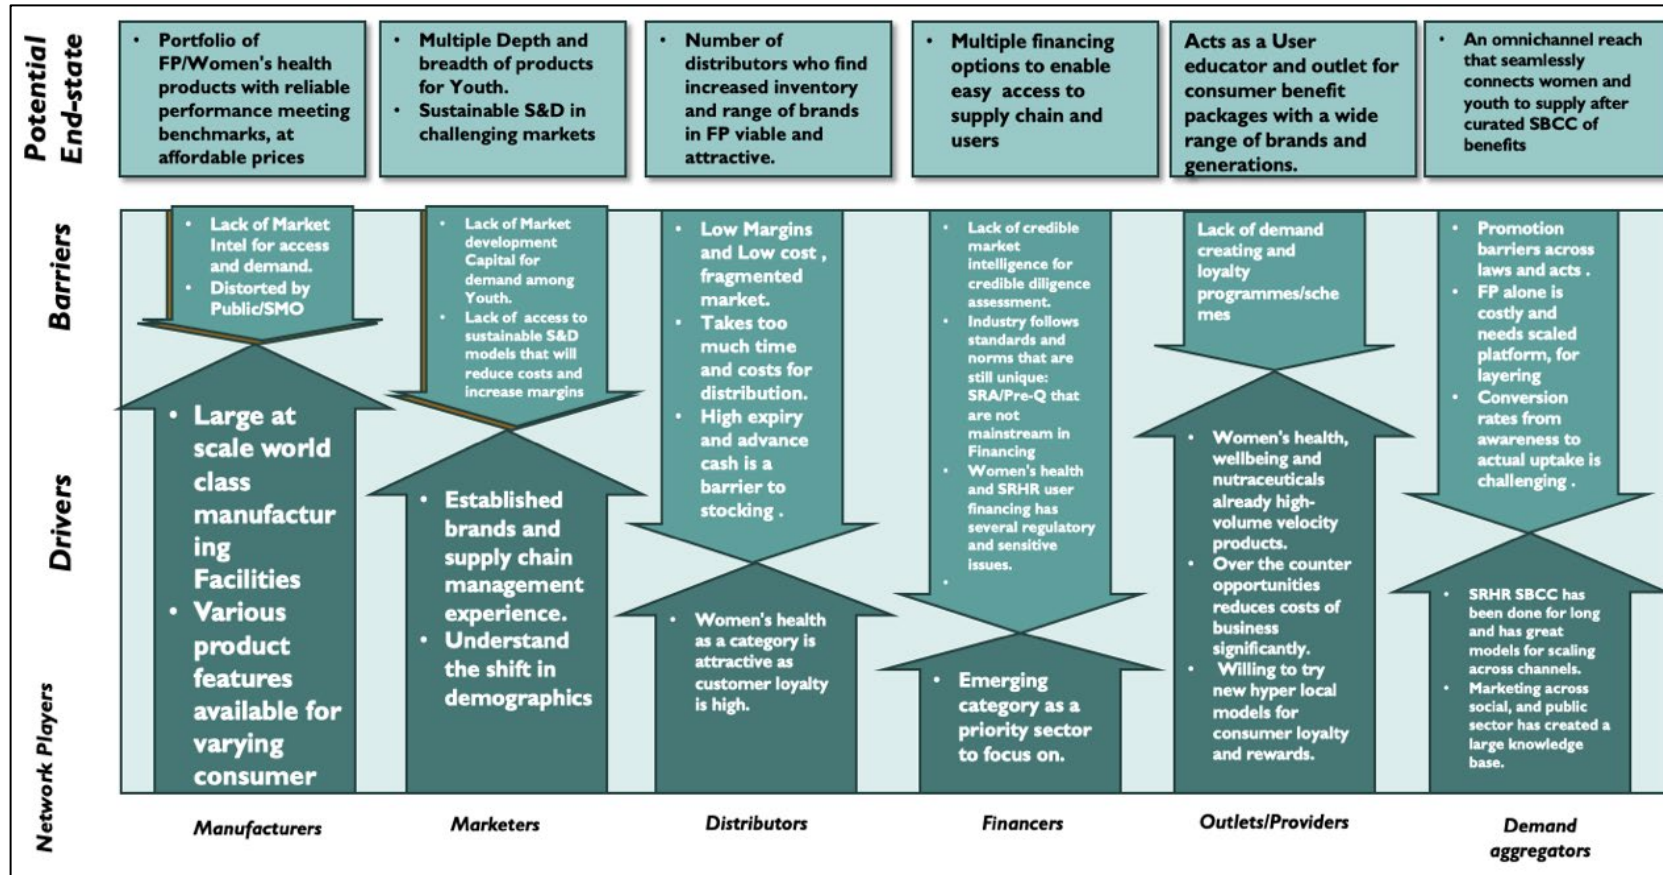 Potential
End-state
• Portfolio of
FP/Women's health
products with reliable
performance meeting
benchmarks, at
affordable prices
• Multiple Depth and
breadth of products
for Youth.
• Sustainable S&D in
challenging markets
• Number of
distributors who find
increased inventory
and range of brands
in FP viable and
attractive.
• Multiple financing
options to enable
easy access to
supply chain and
users
Acts as a User
educator and outlet for
consumer benefit
packages with a wide
range of brands and
generations.
• An omnichannel reach
that seamlessly
connects women and
youth to supply after
curated SBCC of
benefits
Barriers
• Lack of Market
Intel for access
and demand.
• Distorted by
Public/SMO
• Lack of Market
development
Capital for
demand among
Youth.
• Lack of access to
sustainable S&D
models that will
reduce costs and
increase margins
• Low Margins
and Low cost ,
fragmented
market.
• Takes too
much time
and costs for
distribution.
• High expiry
and advance
cash is a
barrier to
stocking .
• Lack of credible
market
intelligence for
credible diligence
assessment.
• Industry follows
standards and
norms that are
still unique:
SRA/Pre-Q that
are not
mainstream in
Financing
• Women's health
and SRHR user
financing has
several regulatory
and sensitive
issues.
•
Lack of demand
creating and
loyalty
programmes/sche
mes
• Promotion
barriers across
laws and acts .
• FP alone is
costly and
needs scaled
platform, for
layering
• Conversion
rates from
awareness to
actual uptake is
challenging .
Drivers
• Large at
scale world
class
manufactur
ing
Facilities
• Various
product
features
available for
varying
consumer
• Established
brands and
supply chain
management
experience.
• Understand
the shift in
demographics
• Women's health
as a category is
attractive as
customer loyalty
is high.
• Emerging
category as a
priority sector
to focus on.
• Women's health,
wellbeing and
nutraceuticals
already high-
volume velocity
products.
• Over the counter
opportunities
reduces costs of
business
significantly.
• Willing to try
new hyper local
models for
consumer loyalty
and rewards.
• SRHR SBCC has
been done for long
and has great
models for scaling
across channels.
• Marketing across
social, and public
sector has created a
large knowledge
base.
Network Players
Manufacturers
Marketers
Distributors
Financers
Outlets/Providers
Demand
aggregators